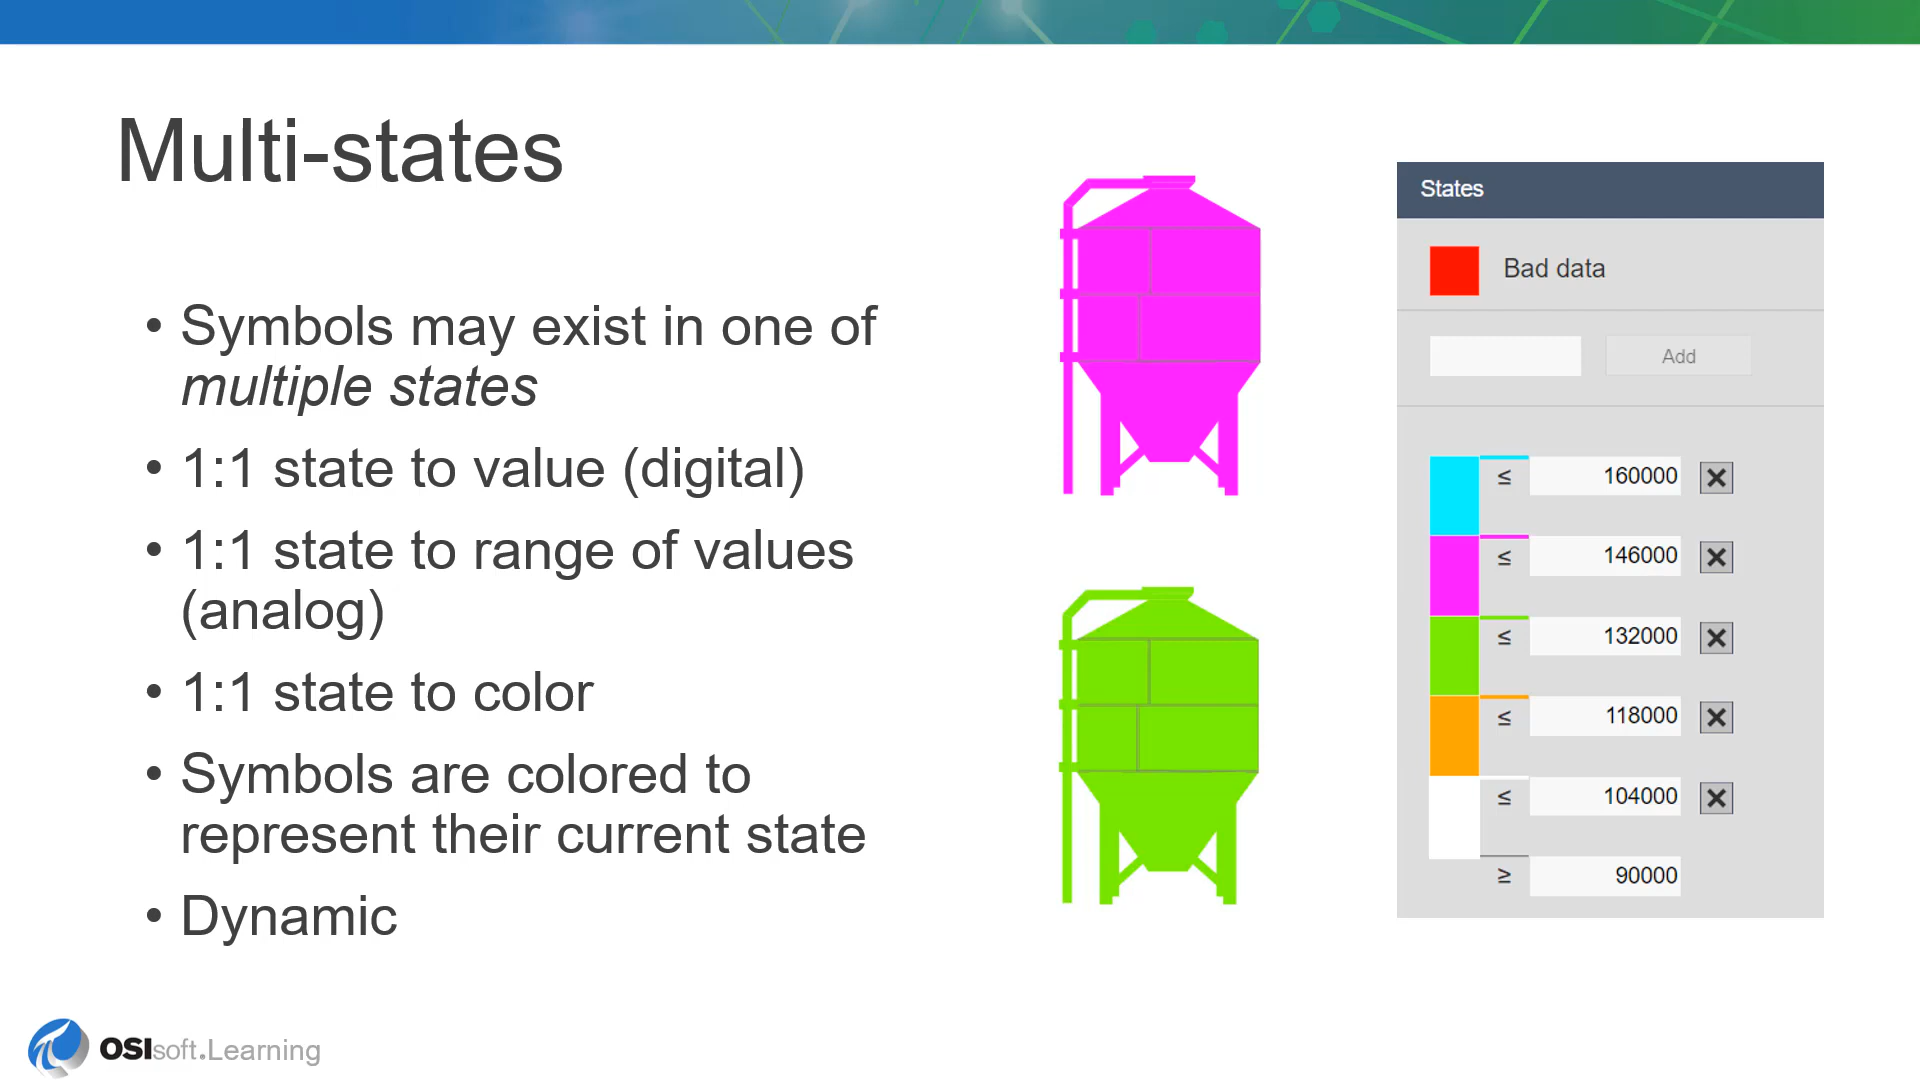 Multi-states
• Symbols may exist in one of
multiple states
• 1:1 state to value (digital)
• 1:1 state to range of values
(analog)
• 1:1 state to color
• Symbols are colored to
represent their current state
• Dynamic
States
Bad data
Add
≤ 160000
≤ 146000
≤ 132000
≤ 118000
≤ 104000
≥ 90000
OSIsoft.Learning